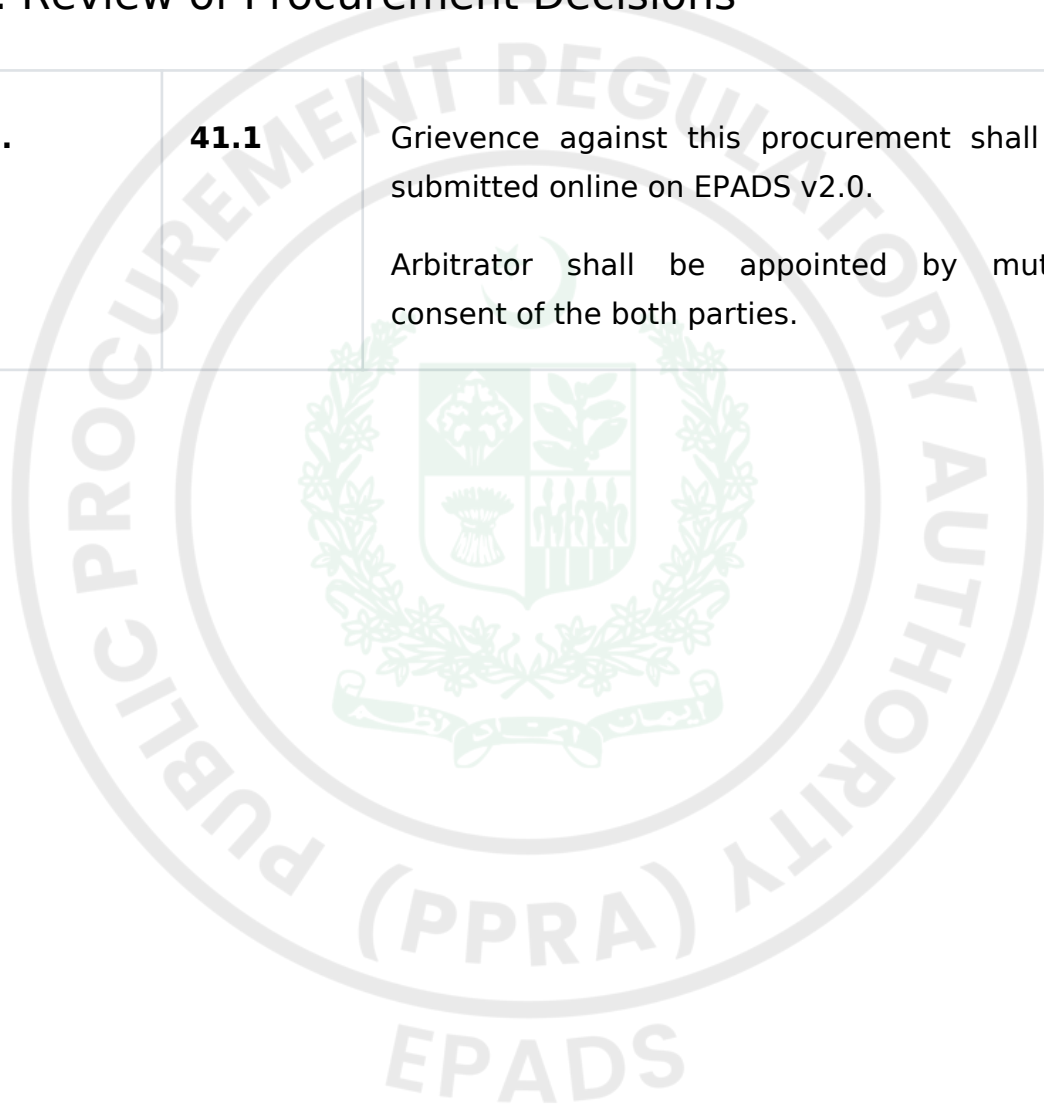 . Review of Procurement Decisions
. 41.1 Grievence against this procurement shall
submitted online on EPADS v2.0.
Arbitrator shall be appointed by mut
consent of the both parties.
PUBLIC PROCUREMENT REGULATORY AUTHORITY
(PPRA)
EPADS